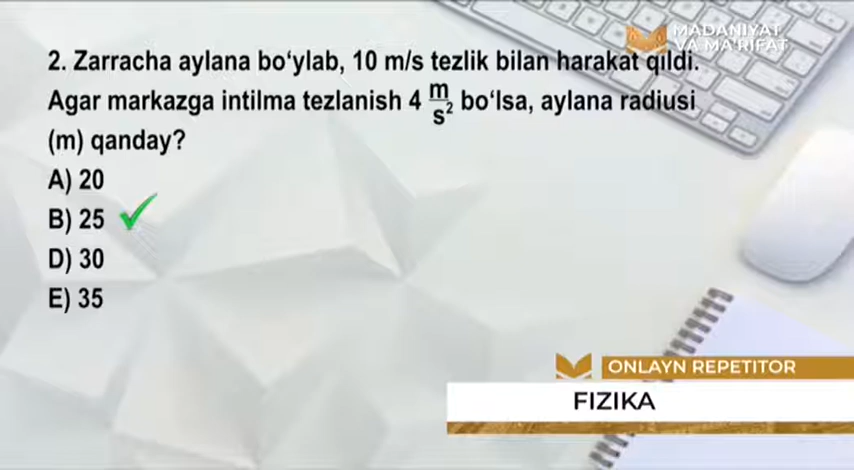 MADANIYAT
VA MA'RIFAT
2. Zarracha aylana bo‘ylab, 10 m/s tezlik bilan harakat qildi.
Agar markazga intilma tezlanish 4 m/s² bo‘lsa, aylana radiusi
(m) qanday?
A) 20
B) 25
D) 30
E) 35
ONLAYN REPETITOR
FIZIKA